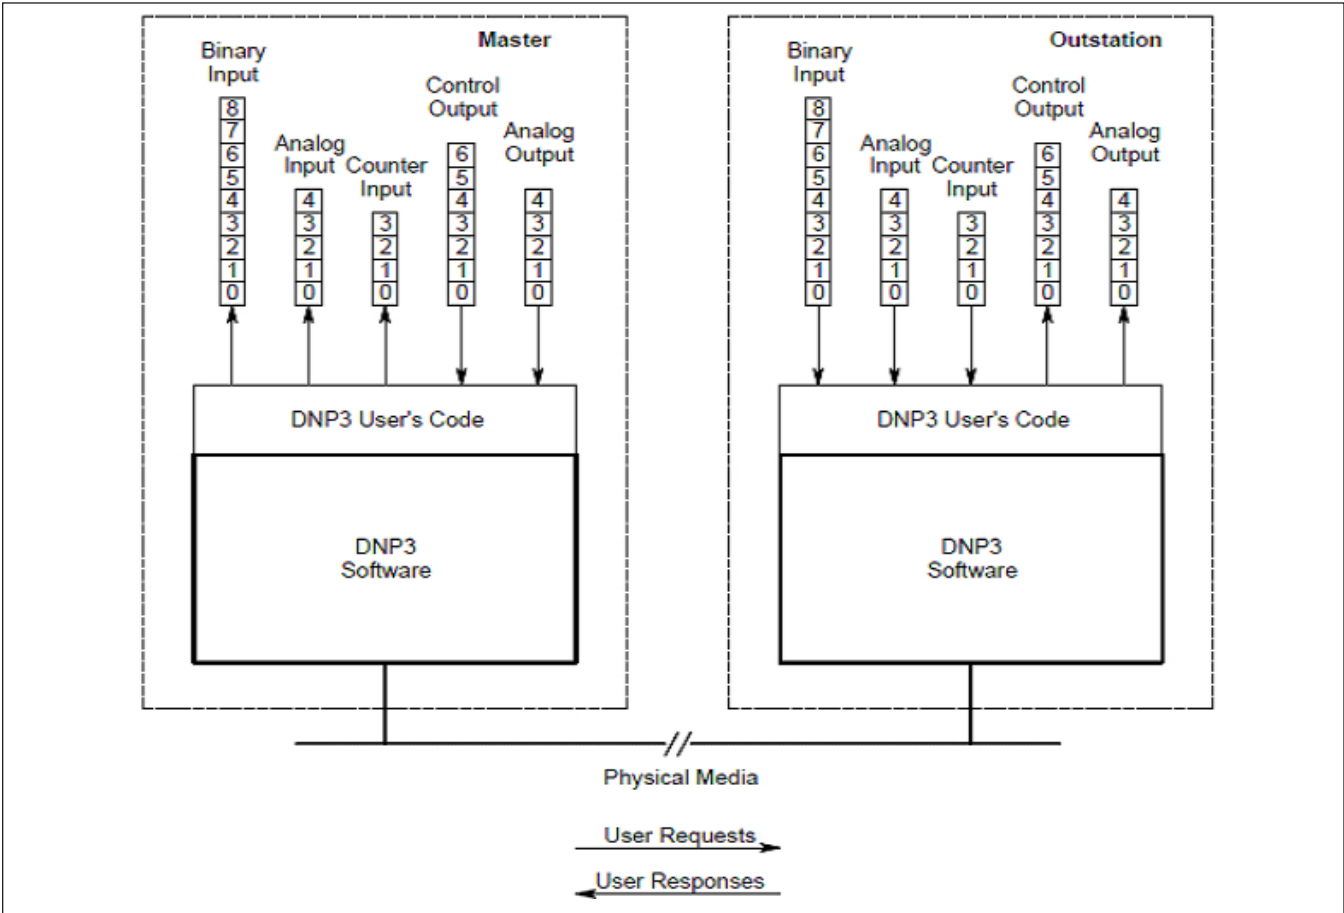 Master
Binary
Input
8
7
6
5
4
3
2
1
0
Analog
Input
4
3
2
1
0
Counter
Input
3
2
1
0
Control
Output
6
5
4
3
2
1
0
Analog
Output
4
3
2
1
0
DNP3 User's Code
DNP3
Software
Outstation
Binary
Input
8
7
6
5
4
3
2
1
0
Analog
Input
4
3
2
1
0
Counter
Input
3
2
1
0
Control
Output
6
5
4
3
2
1
0
Analog
Output
4
3
2
1
0
DNP3 User's Code
DNP3
Software
Physical Media
User Requests
User Responses